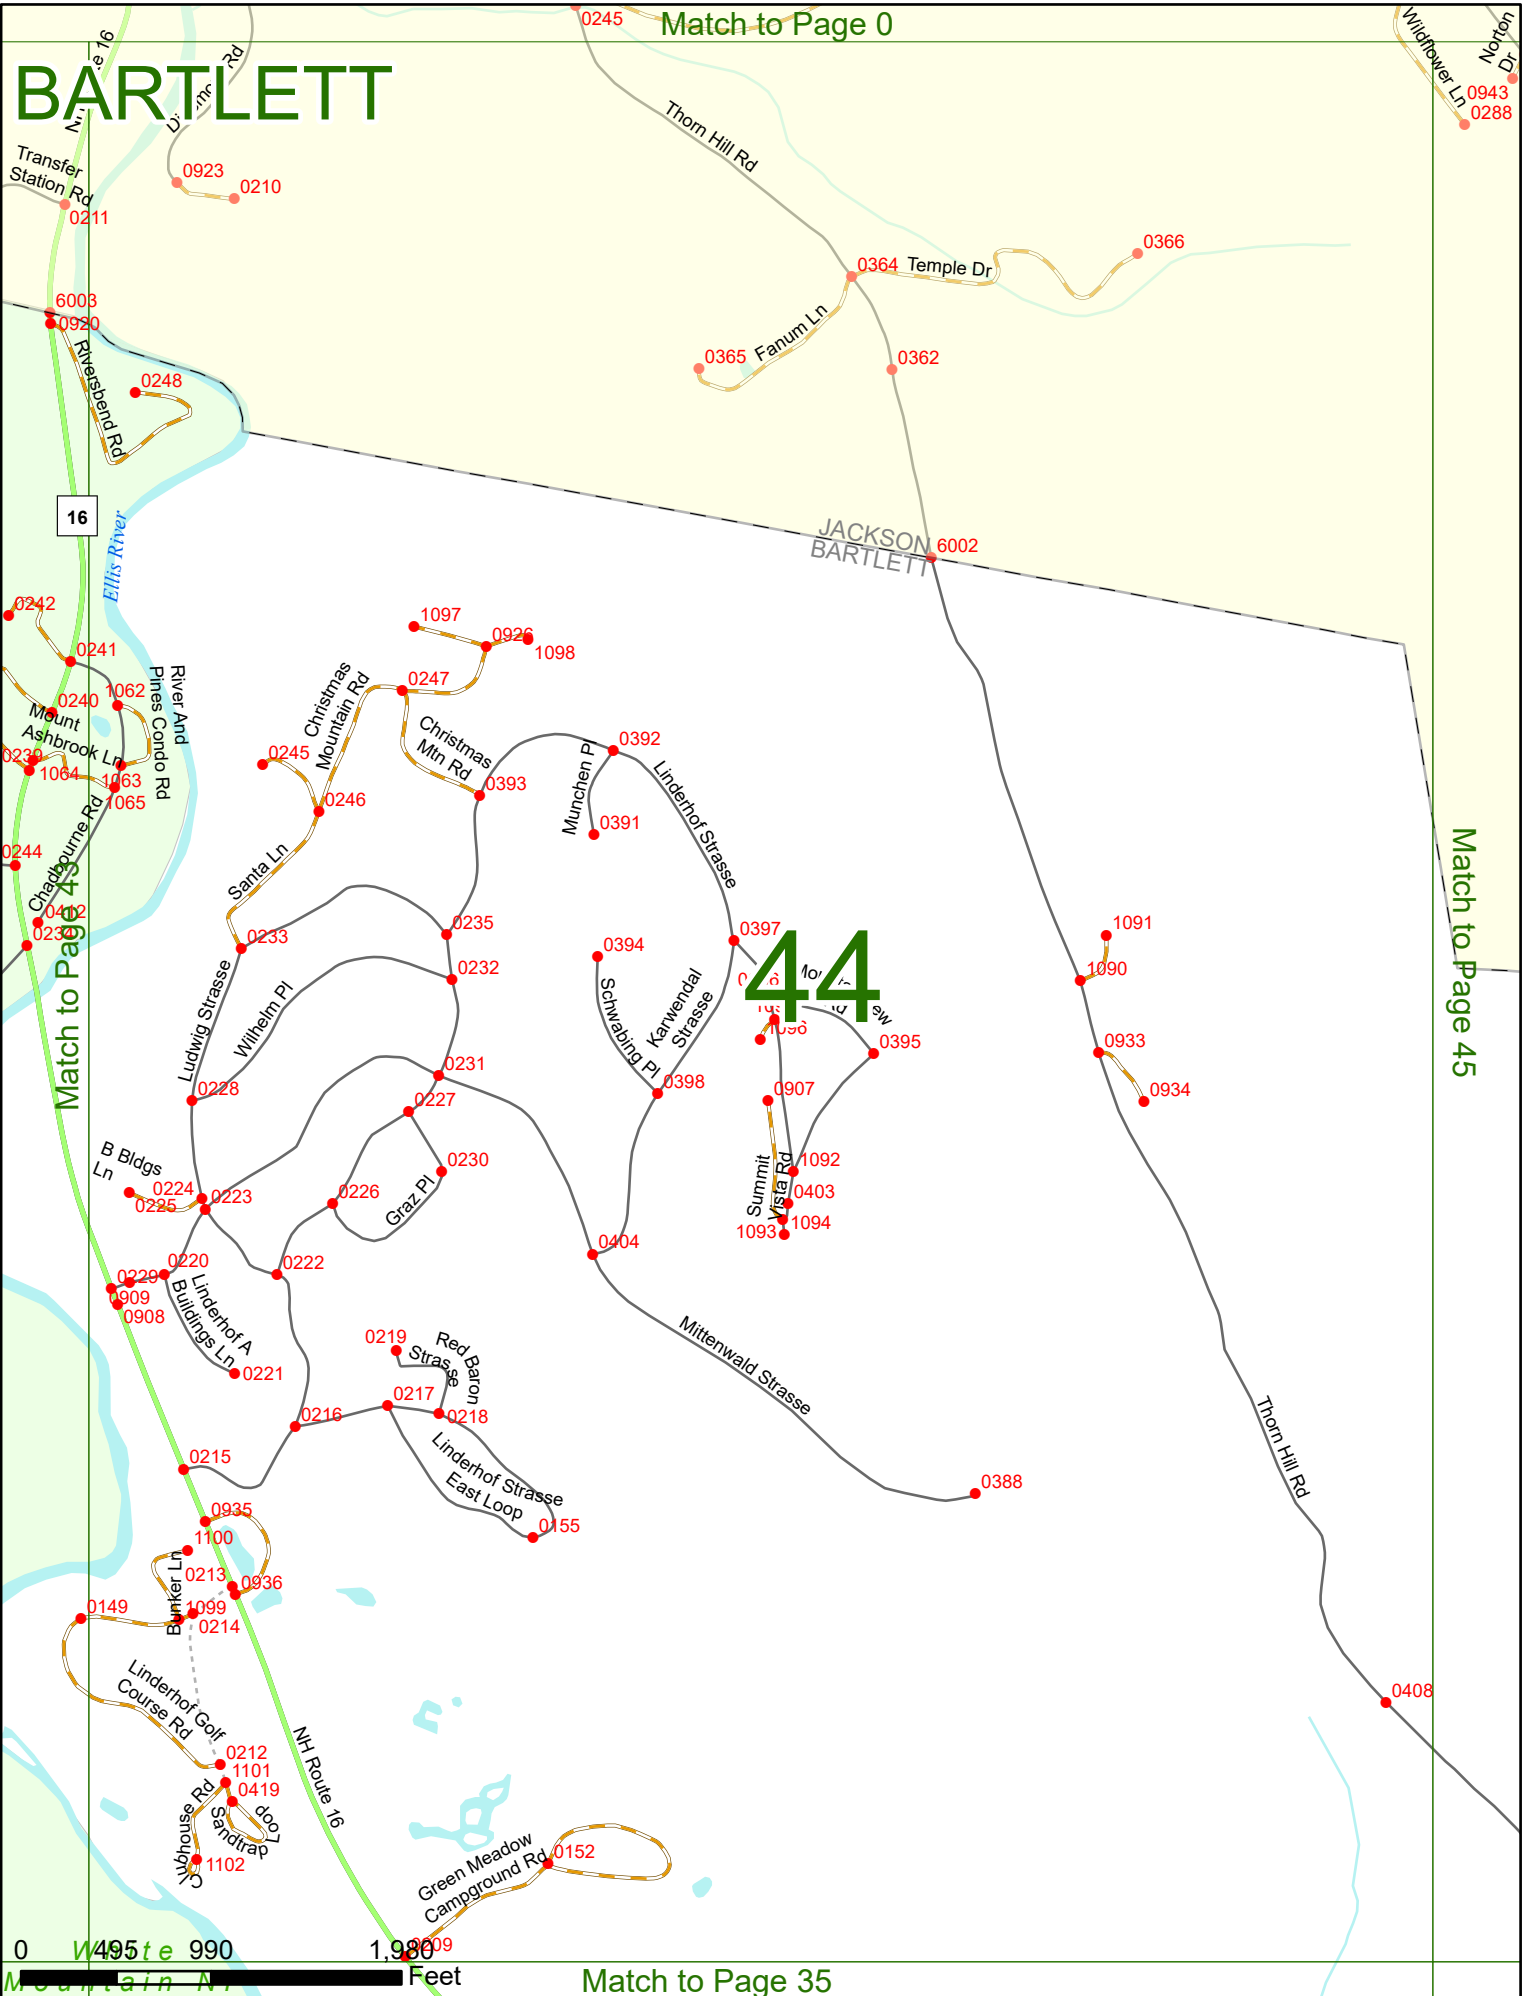 Match to Page 0
BARTLETT
0245
Wildflower Ln
Norton
Dr
0943
0288
Thorn Hill Rd
Transfer
Station Rd
0923
0210
0211
0366
0364
Temple Dr
Fanum Ln
0365
0362
6003
0920
Riversbend Rd
0248
16
Ellis River
JACKSON
BARTLETT
6002
0242
0241
1097
0926
1098
0247
Christmas
Mountain Rd
Christmas
Mtn Rd
River And
Pines Condo Rd
1062
0240
Mount
Ashbrook Ln
0239
1064
1063
1065
Chadbourne Rd
0245
0246
0393
0392
Munchen Pl
0391
Linderhof Strasse
Santa Ln
0244
Match to Page 43
0412
0234
0233
0235
0232
0394
0397
44
Match to Page 45
1091
1090
Ludwig Strasse
Wilhelm Pl
Schwabing Pl
Karwendal
Strasse
1096
0395
0933
0934
0231
0228
0227
0398
0907
B Bldgs
Ln
0230
1092
0224
0225
0223
0226
Graz Pl
Summit
Vista Rd
0403
1094
1093
0404
0220
0222
0229
0909
0908
Linderhof A
Buildings Ln
0221
0219
Red Baron
Strasse
Mittenwald Strasse
0217
0218
0216
Linderhof Strasse
East Loop
0215
0388
Thorn Hill Rd
0155
0935
1100
Bunker Ln
0213
0936
0149
1099
0214
Linderhof Golf
Course Rd
0408
NH Route 16
0212
1101
0419
Clubhouse Rd
Sandtrap
Loop
1102
Green Meadow
Campground Rd
0152
0209
0 495 990 1,980
Feet
White
Mountain NF
Match to Page 35